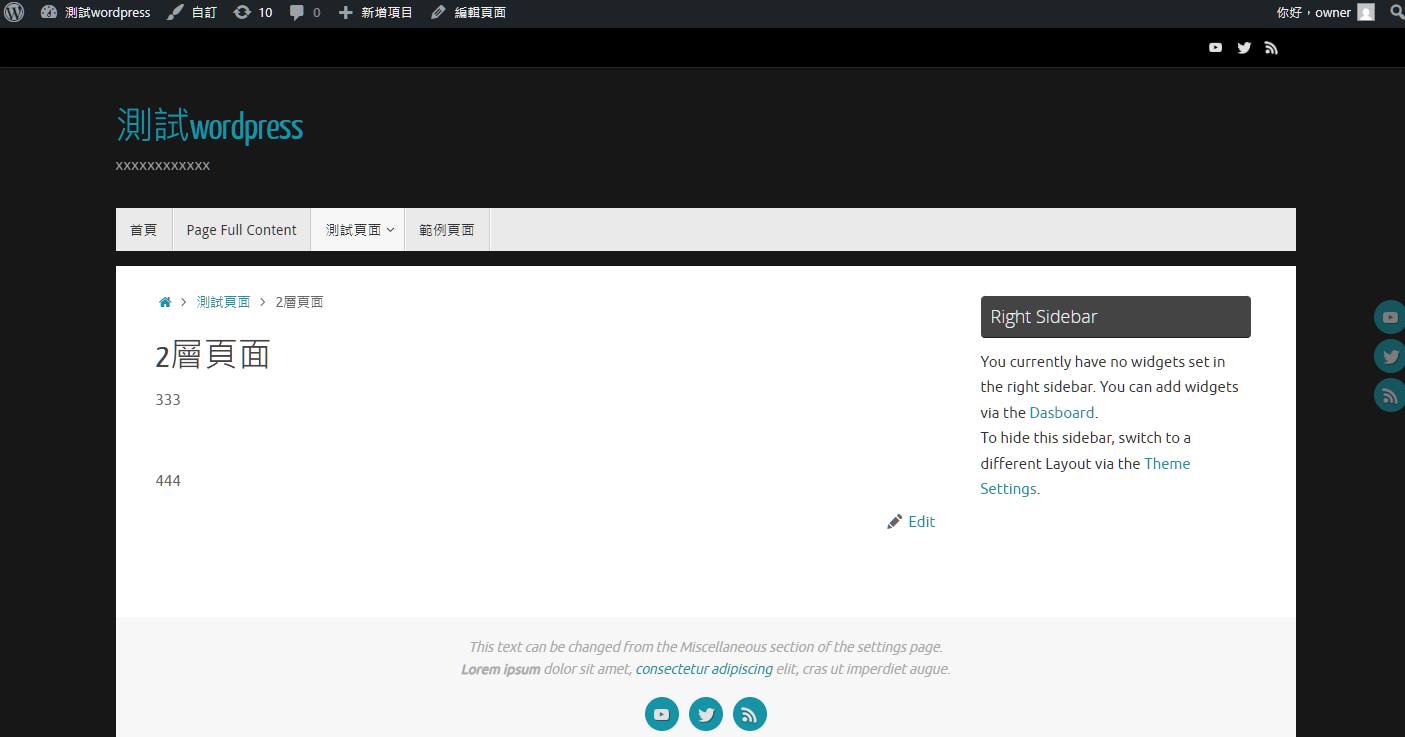 測試wordpress 自訂 10 0 新增項目 編輯頁面 你好，owner
測試wordpress
xxxxxxxxxxxx
首頁 Page Full Content 測試頁面 範例頁面
測試頁面 2層頁面
2層頁面
333
444
Edit
Right Sidebar
You currently have no widgets set in
the right sidebar. You can add widgets
via the Dasboard.
To hide this sidebar, switch to a
different Layout via the Theme
Settings.
This text can be changed from the Miscellaneous section of the settings page.
Lorem ipsum dolor sit amet, consectetur adipiscing elit, cras ut imperdiet augue.